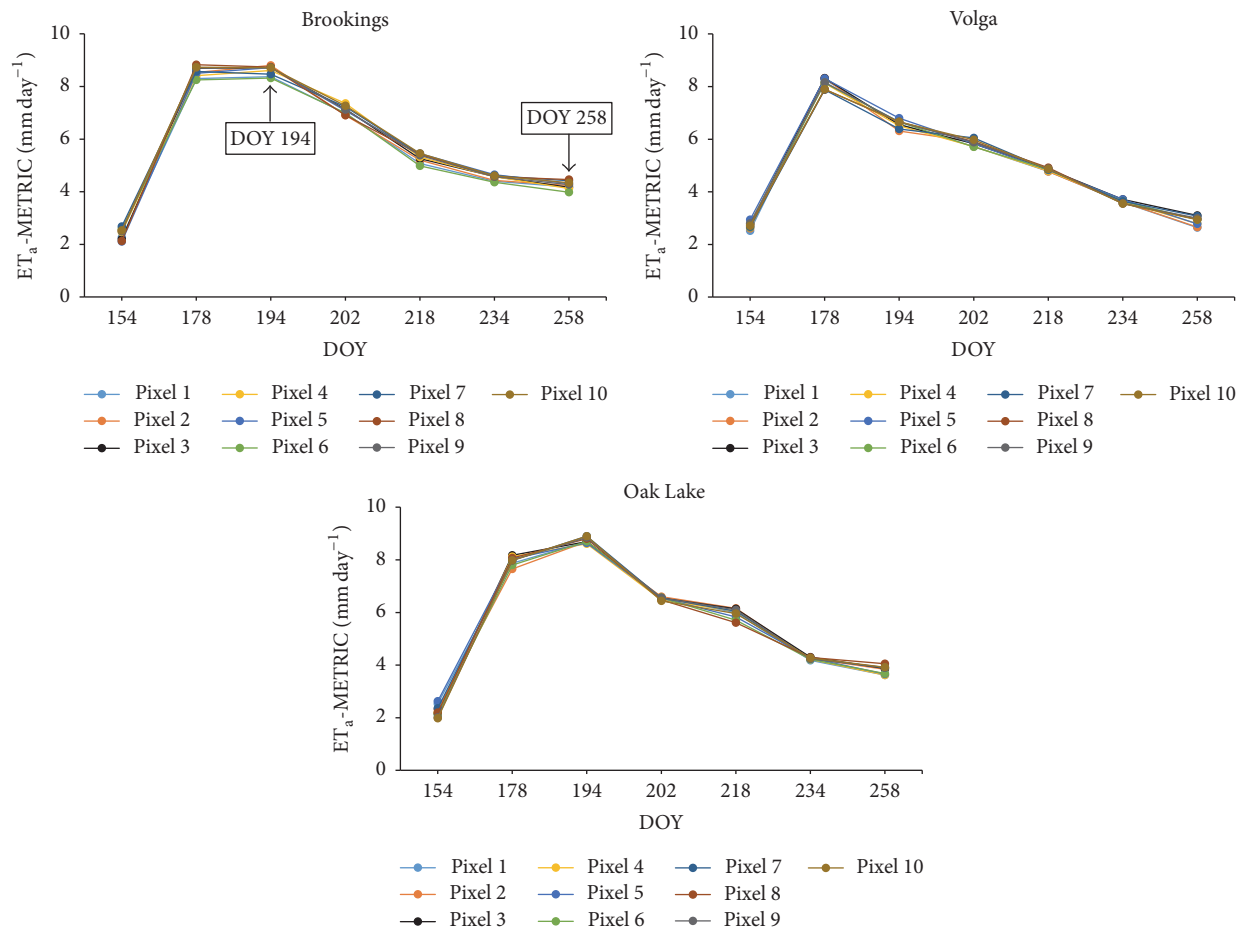 Brookings
ETa-METRIC (mm day−1)
10
8
6
4
2
0
DOY 194
DOY 258
154 178 194 202 218 234 258
DOY
Pixel 1 Pixel 4 Pixel 7 Pixel 10
Pixel 2 Pixel 5 Pixel 8
Pixel 3 Pixel 6 Pixel 9
Volga
ETa-METRIC (mm day−1)
10
8
6
4
2
0
154 178 194 202 218 234 258
DOY
Pixel 1 Pixel 4 Pixel 7 Pixel 10
Pixel 2 Pixel 5 Pixel 8
Pixel 3 Pixel 6 Pixel 9
Oak Lake
ETa-METRIC (mm day−1)
10
8
6
4
2
0
154 178 194 202 218 234 258
DOY
Pixel 1 Pixel 4 Pixel 7 Pixel 10
Pixel 2 Pixel 5 Pixel 8
Pixel 3 Pixel 6 Pixel 9